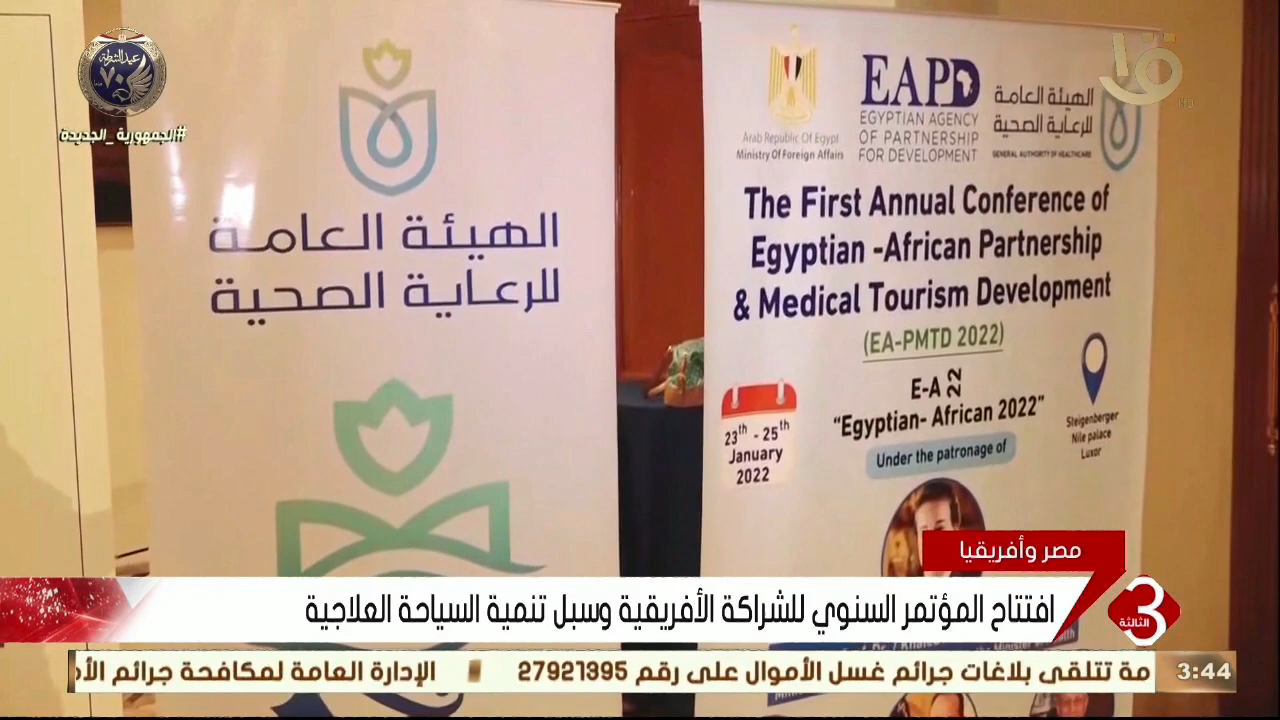 عيد الشرطة
٧٠
#الجمهورية_الجديدة
الهيئة العامة
للرعاية الصحية
Arab Republic Of Egypt
Ministry Of Foreign Affairs
EAPD
EGYPTIAN AGENCY
OF PARTNERSHIP
FOR DEVELOPMENT
الهيئة العامة
للرعاية الصحية
GENERAL AUTHORITY OF HEALTHCARE
HD
The First Annual Conference of
Egyptian -African Partnership
& Medical Tourism Development
(EA-PMTD 2022)
E-A 22
“Egyptian- African 2022”
Under the patronage of
23th - 25th
January
2022
Steigenberger
Nile palace
Luxor
مصر وأفريقيا
افتتاح المؤتمر السنوي للشراكة الأفريقية وسبل تنمية السياحة العلاجية
3
الثالثة
مة تتلقى بلاغات جرائم غسل الأموال على رقم 27921395
الإدارة العامة لمكافحة جرائم الأم
3:44